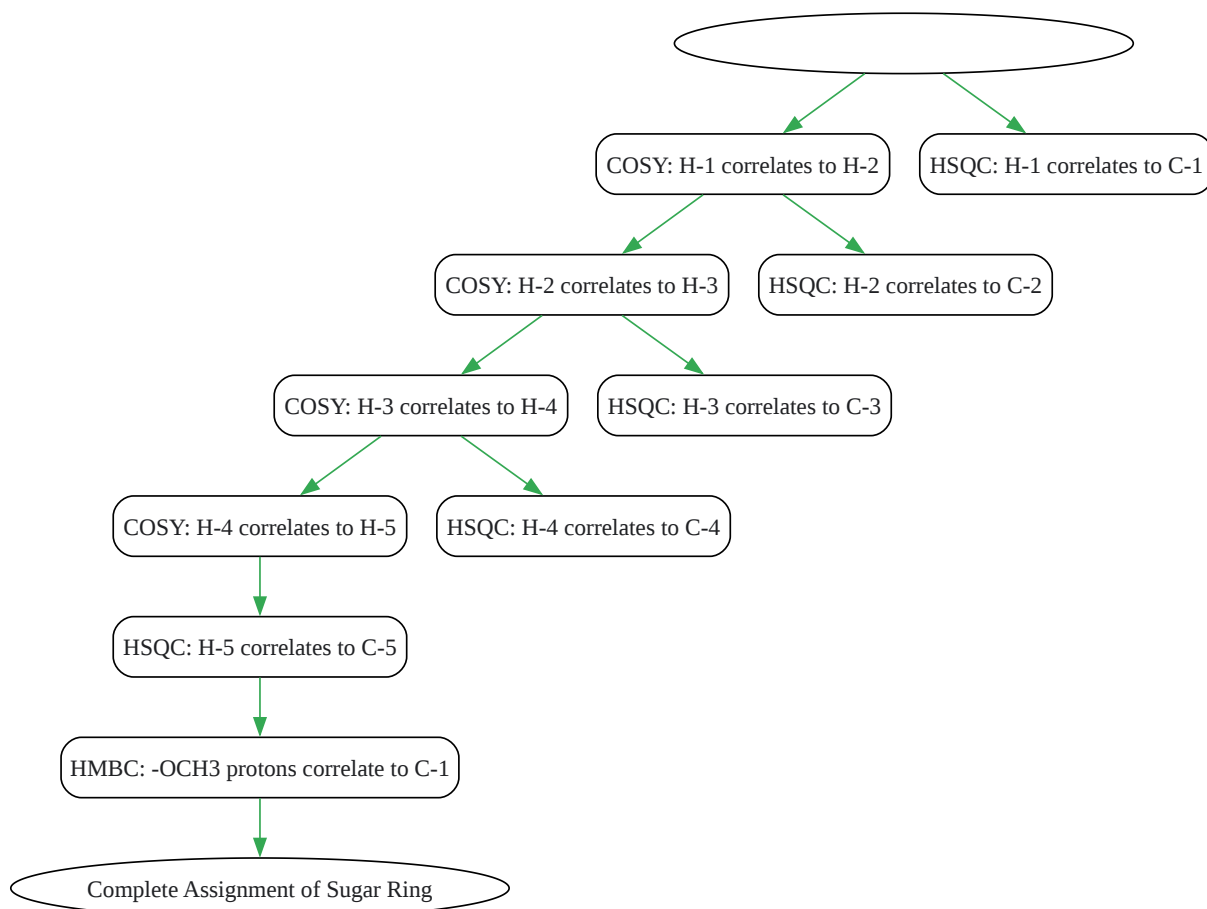 COSY: H-1 correlates to H-2
HSQC: H-1 correlates to C-1
COSY: H-2 correlates to H-3
HSQC: H-2 correlates to C-2
COSY: H-3 correlates to H-4
HSQC: H-3 correlates to C-3
COSY: H-4 correlates to H-5
HSQC: H-4 correlates to C-4
HSQC: H-5 correlates to C-5
HMBC: -OCH3 protons correlate to C-1
Complete Assignment of Sugar Ring